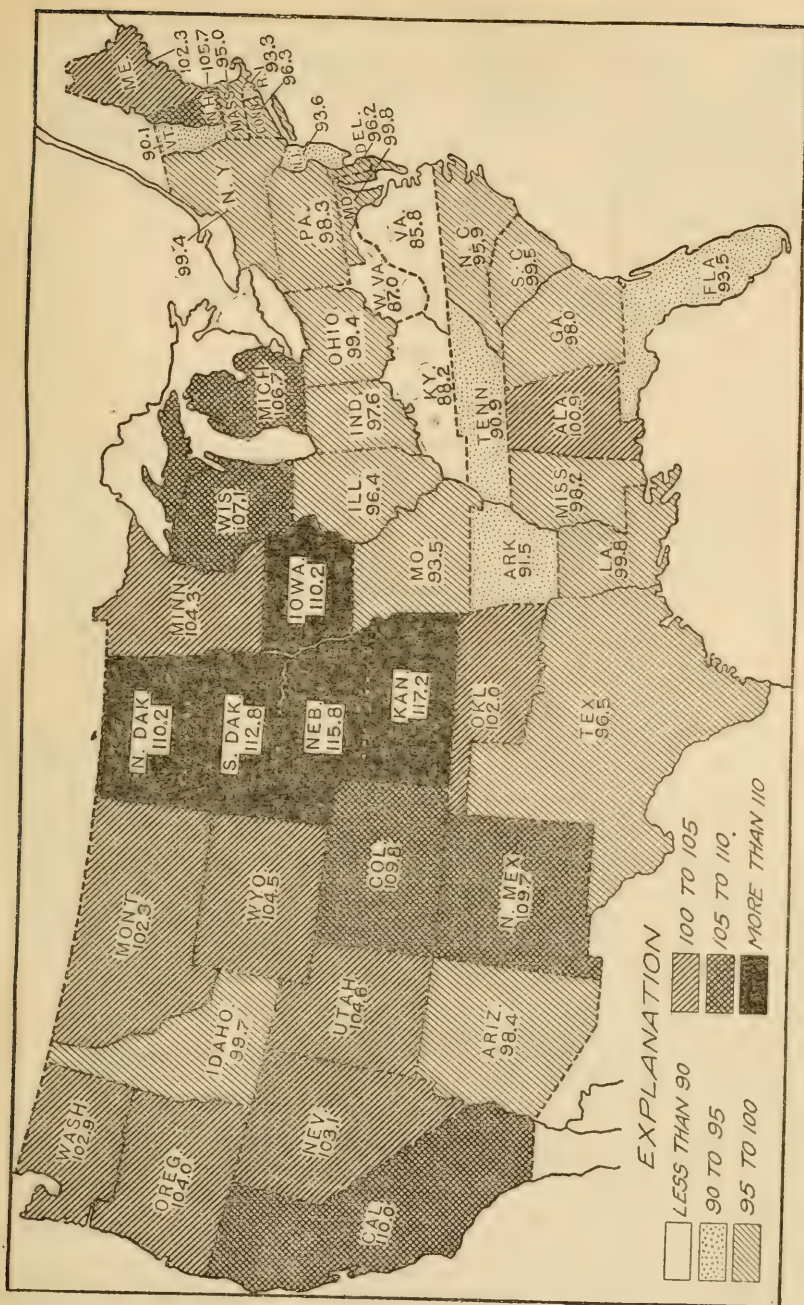 WASH.
102.9
OREG.
104.0
CAL.
110.0
NEV.
103.1
IDAHO.
99.7
MONT.
102.3
WYO.
104.5
UTAH
104.6
COL.
109.8
ARIZ.
98.4
N. MEX.
109.7
N. DAK
110.2
S. DAK
112.8
NEB.
115.8
KAN.
117.2
OKL.
102.0
TEX.
96.5
MINN.
104.3
IOWA.
110.2
MO.
93.5
ARK
91.5
LA.
99.8
WIS.
107.1
ILL.
96.4
MICH
106.7
IND.
97.6
OHIO
99.4
KY.
88.2
TENN
90.9
MISS.
98.2
ALA.
100.9
GA.
98.0
FLA.
93.5
S. C
99.5
N. C
95.9
VA.
85.8
W. VA.
87.0
PA.
98.3
N. Y.
99.4
VT.
90.1
ME.
102.3
N.H.
105.7
MASS.
95.0
R. I.
93.3
CONN.
96.3
N.J.
93.6
DEL.
96.2
MD.
99.8
EXPLANATION
LESS THAN 90
90 TO 95
95 TO 100
100 TO 105
105 TO 110.
MORE THAN 110